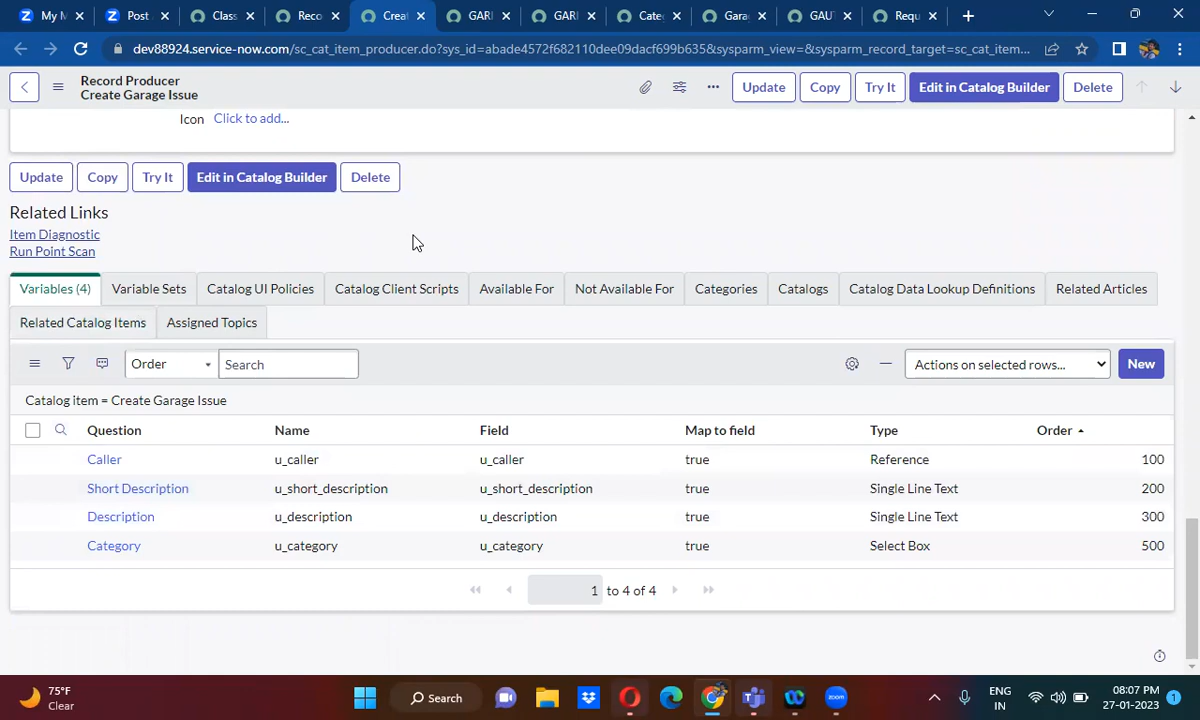 My M
Post
Class
Reco
Creat
GARI
GARI
Cate
Garag
GAU
Requ
dev88924.service-now.com/sc_cat_item_producer.do?sys_id=abade4572f682110dee09dacf699b635&sysparm_view=&sysparm_record_target=sc_cat_item...
Record Producer
Create Garage Issue
Update Copy Try It Edit in Catalog Builder Delete
Icon Click to add...
Update Copy Try It Edit in Catalog Builder Delete
Related Links
Item Diagnostic
Run Point Scan
Variables (4) Variable Sets Catalog UI Policies Catalog Client Scripts Available For Not Available For Categories Catalogs Catalog Data Lookup Definitions Related Articles
Related Catalog Items Assigned Topics
Order Search Actions on selected rows... New
Catalog item = Create Garage Issue
Question Name Field Map to field Type Order
Caller u_caller u_caller true Reference 100
Short Description u_short_description u_short_description true Single Line Text 200
Description u_description u_description true Single Line Text 300
Category u_category u_category true Select Box 500
1 to 4 of 4
75°F
Clear
Search
zoom
ENG
IN
08:07 PM
27-01-2023
1